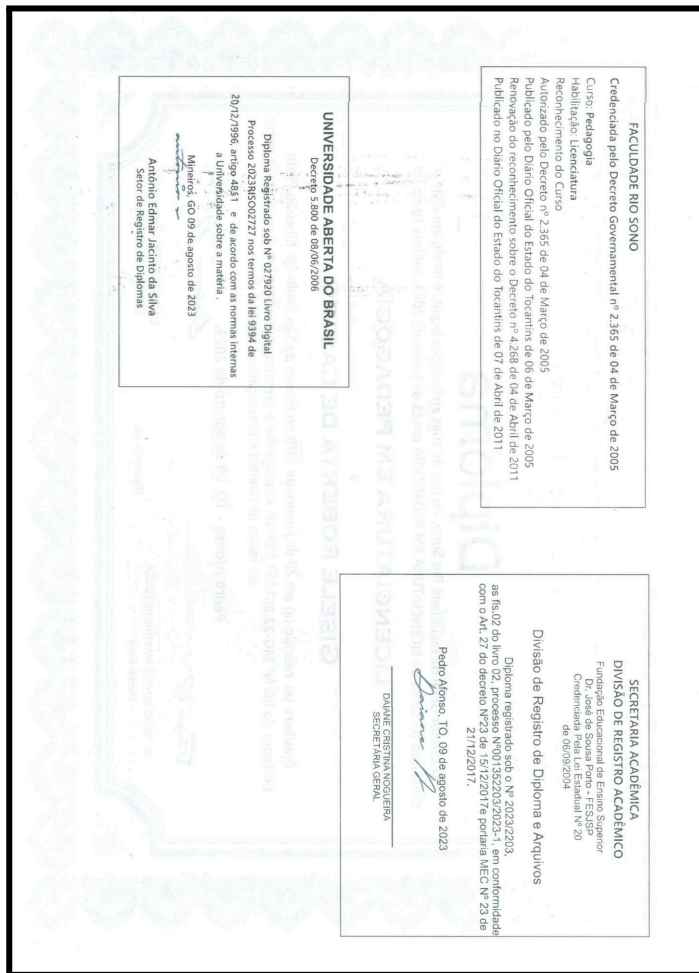 FACULDADE RIO SONO
Credenciada pelo Decreto Governamental nº 2.365 de 04 de Março de 2005
Curso: Pedagogia
Habilitação: Licenciatura
Reconhecimento do Curso
Autorizado pelo Decreto nº 2.365 de 04 de Março de 2005
Publicado pelo Diário Oficial do Estado do Tocantins de 06 de Março de 2005
Renovação do reconhecimento sobre o Decreto nº 4.268 de 04 de Abril de 2011
Publicado no Diário Oficial do Estado do Tocantins de 07 de Abril de 2011
SECRETARIA ACADÊMICA
DIVISÃO DE REGISTRO ACADÊMICO
Fundação Educacional de Ensino Superior
Dr. José de Sousa Porto - FESJSP
Credenciada Pela Lei Estadual Nº 20
de 06/09/2004
Divisão de Registro de Diploma e Arquivos
Diploma registrado sob o Nº 2023/2203,
as fls.02 do livro 02, processo Nº001352203/2023-1, em conformidade
com o Art. 27 do decreto Nº23 de 15/12/2017e portaria MEC Nº 23 de
21/12/2017.
Pedro Afonso, TO, 09 de agosto de 2023
Daiane
DAIANE CRISTINA NOGUEIRA
SECRETÁRIA GERAL
UNIVERSIDADE ABERTA DO BRASIL
Decreto 5.800 de 08/06/2006
Diploma Registrado sob Nº 027920 Livro Digital
Processo 2023RISO02727 nos termos da lei 9394 de
20/12/1996, artigo 48§1 e de acordo com as normas internas
a Universidade sobre a matéria .
Mineiros, GO 09 de agosto de 2023
Antônio Edmar Jacinto da Silva
Setor de Registro de Diplomas
Diploma
LICENCIATURA EM PEDAGOGIA